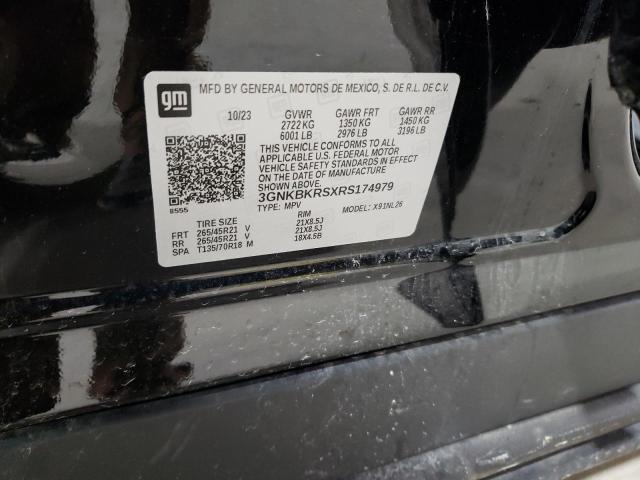 gm
MFD BY GENERAL MOTORS DE MEXICO, S. DE R.L. DE C.V.
10/23 GVWR GAWR FRT GAWR RR
2722 KG 1350 KG 1450 KG
6001 LB 2976 LB 3196 LB
THIS VEHICLE CONFORMS TO ALL
APPLICABLE U.S. FEDERAL MOTOR
VEHICLE SAFETY STANDARDS IN EFFECT
ON THE DATE OF MANUFACTURE SHOWN ABOVE.
3GNKBKRSXRS174979
TYPE: MPV MODEL: X91NL26
8555
TIRE SIZE RIM
FRT 265/45R21 V 21X8.5J
RR 265/45R21 V 21X8.5J
SPA T135/70R18 M 18X4.5B